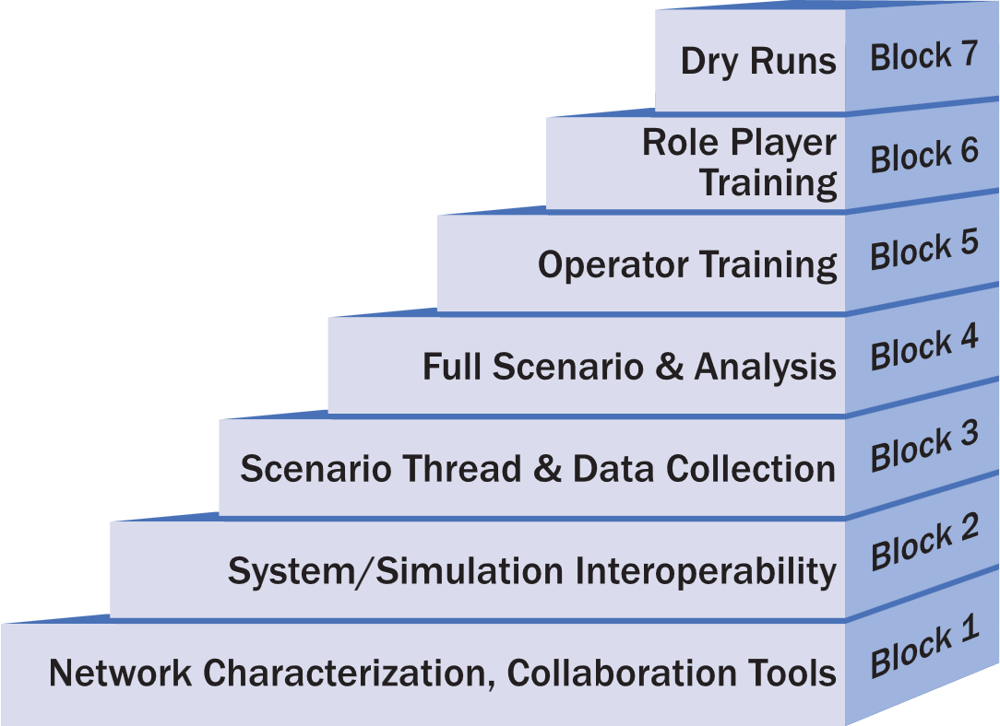 Dry Runs
Block 7
Role Player
Training
Block 6
Operator Training
Block 5
Full Scenario & Analysis
Block 4
Scenario Thread & Data Collection
Block 3
System/Simulation Interoperability
Block 2
Network Characterization, Collaboration Tools
Block 1